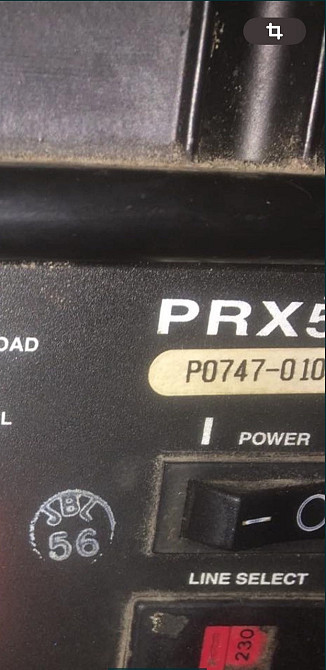 PRX5
OAD
P0747-010
L
I POWER
JBL
56
LINE SELECT
230